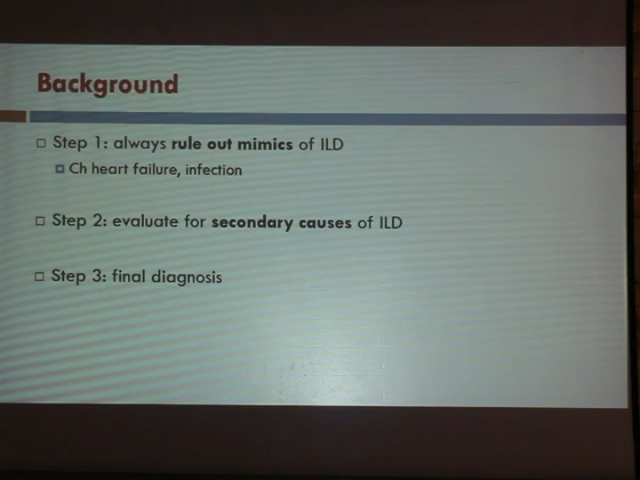 Background
Step 1: always rule out mimics of ILD
Ch heart failure, infection
Step 2: evaluate for secondary causes of ILD
Step 3: final diagnosis